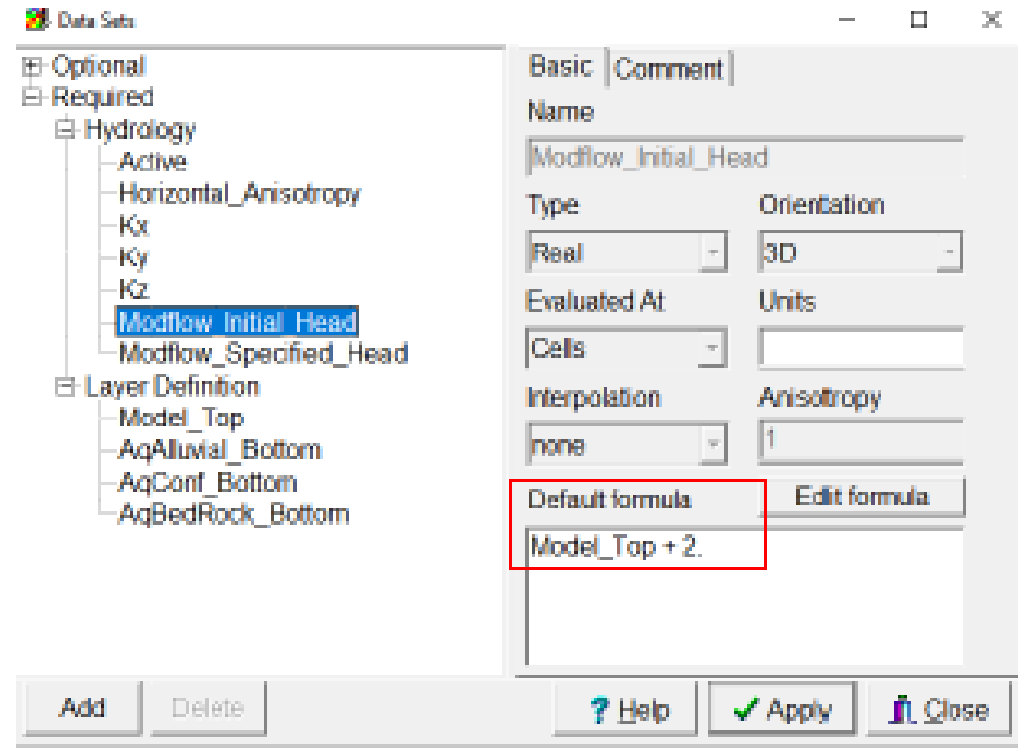 Data Sets
Optional
Required
Hydrology
Active
Horizontal_Anisotropy
Kx
Ky
Kz
Modflow_Initial_Head
Modflow_Specified_Head
Layer Definition
Model_Top
AqAlluvial_Bottom
AqConf_Bottom
AqBedRock_Bottom
Add Delete
Basic Comment
Name
Modflow_Initial_Head
Type Orientation
Real 3D
Evaluated At Units
Cells
Interpolation Anisotropy
none 1
Default formula Edit formula
Model_Top + 2.
? Help Apply Close